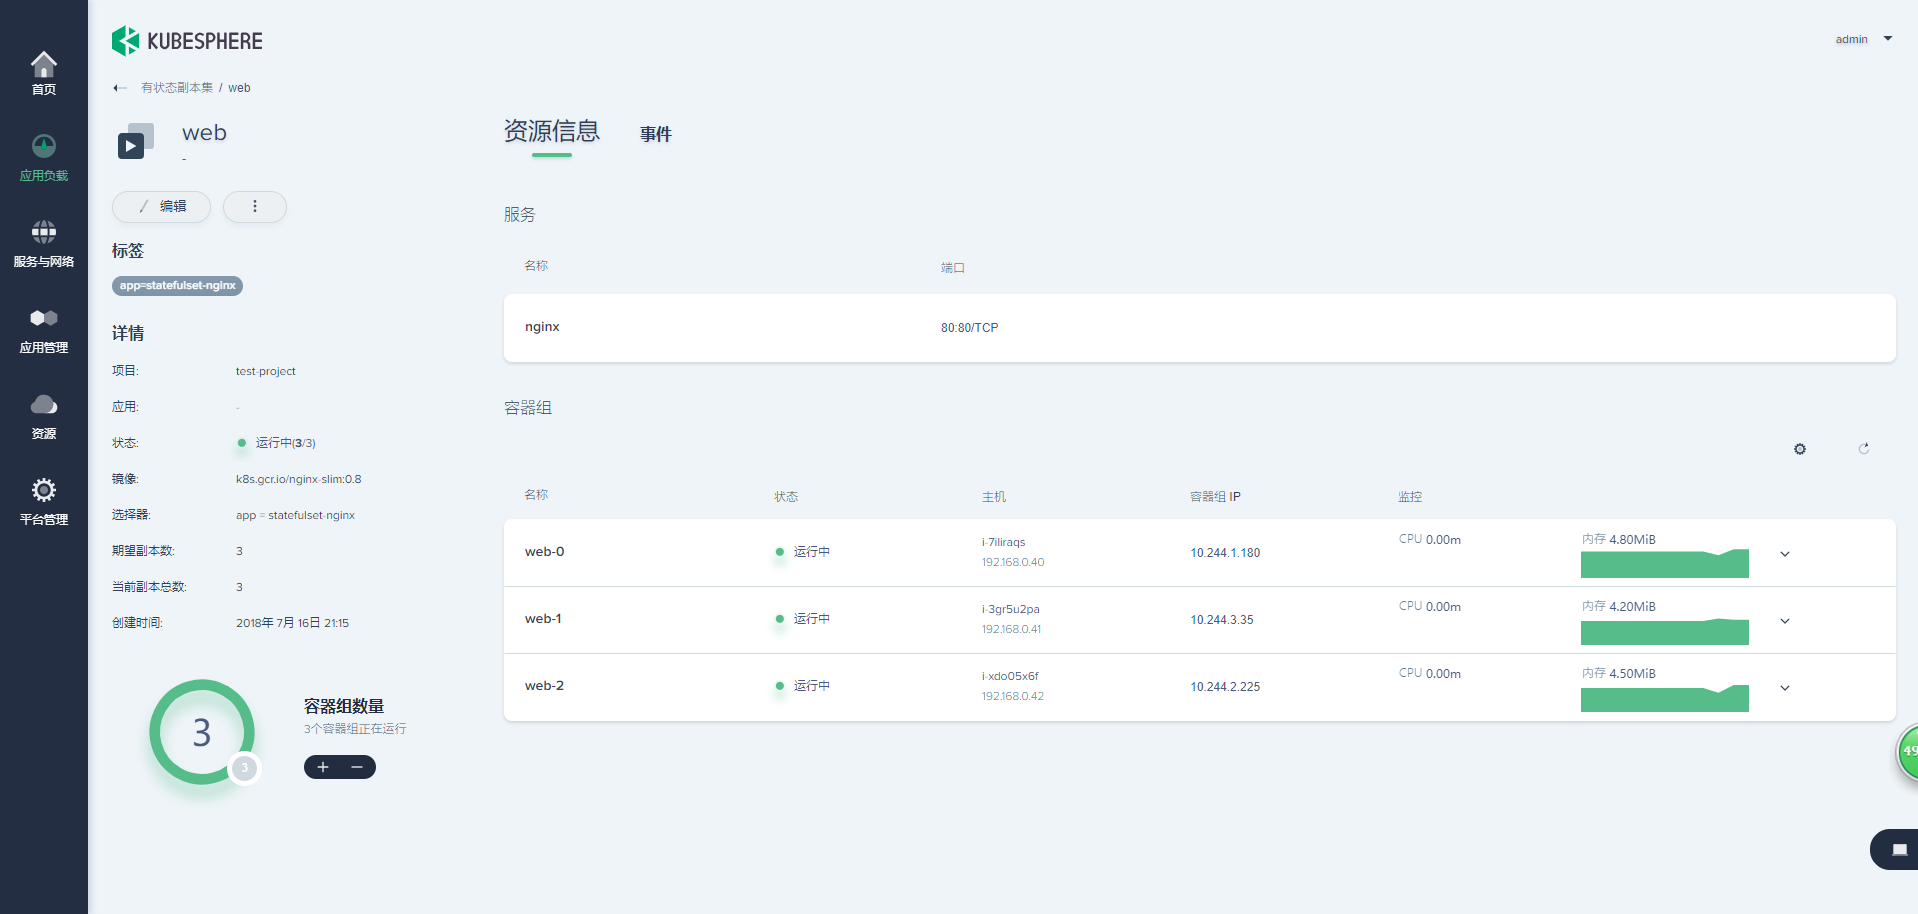 KUBESPHERE
admin
首页
应用负载
服务与网络
应用管理
资源
平台管理
有状态副本集 / web
web
-
编辑
标签
app=statefulset-nginx
详情
项目: test-project
应用: -
状态: 运行中(3/3)
镜像: k8s.gcr.io/nginx-slim:0.8
选择器: app = statefulset-nginx
期望副本数: 3
当前副本总数: 3
创建时间: 2018年 7月 16日 21:15
3
3
容器组数量
3个容器组正在运行
资源信息 事件
服务
名称 端口
nginx 80:80/TCP
容器组
名称 状态 主机 容器组 IP 监控
web-0 运行中 i-7iliraqs 192.168.0.40 10.244.1.180 CPU 0.00m 内存 4.80MiB
web-1 运行中 i-3gr5u2pa 192.168.0.41 10.244.3.35 CPU 0.00m 内存 4.20MiB
web-2 运行中 i-xdo05x6f 192.168.0.42 10.244.2.225 CPU 0.00m 内存 4.50MiB
49